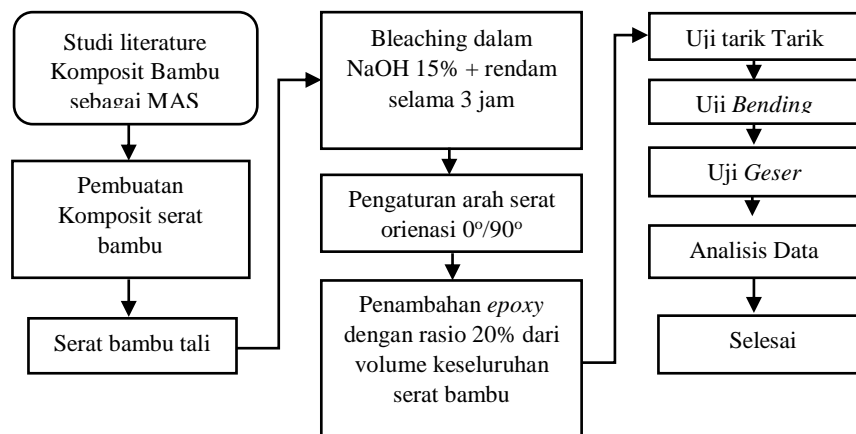 Studi literature
Komposit Bambu
sebagai MAS
Pembuatan
Komposit serat
bambu
Serat bambu tali
Bleaching dalam
NaOH 15% + rendam
selama 3 jam
Pengaturan arah serat
orienasi 0º/90º
Penambahan epoxy
dengan rasio 20% dari
volume keseluruhan
serat bambu
Uji tarik Tarik
Uji Bending
Uji Geser
Analisis Data
Selesai